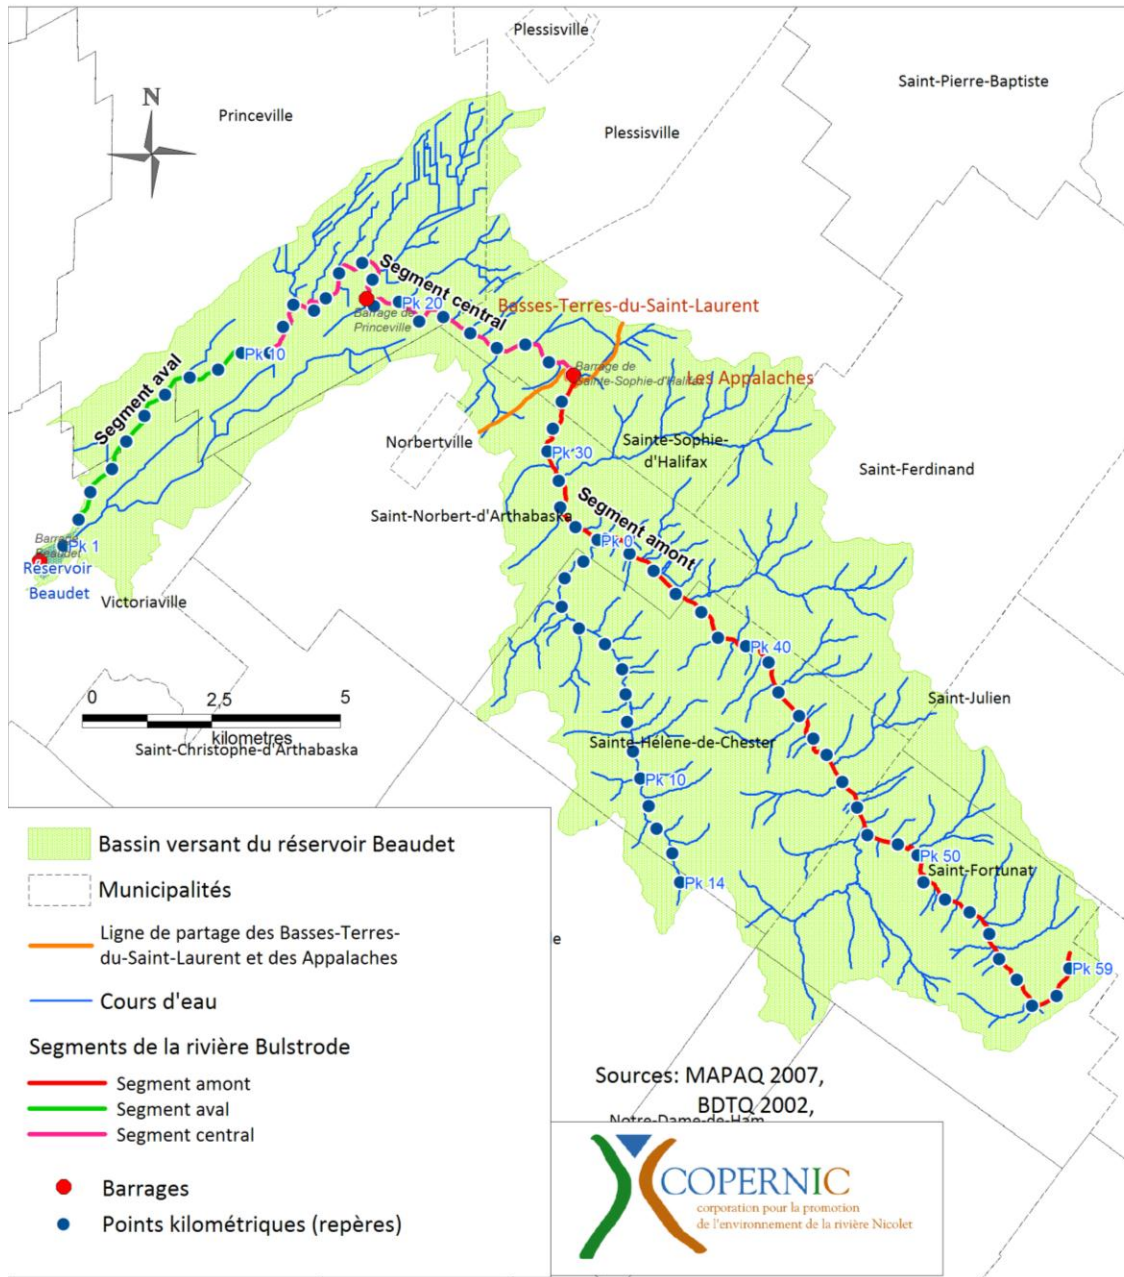 Plessisville
Saint-Pierre-Baptiste
N
Princeville
Plessisville
Segment central
Basses-Terres-du-Saint-Laurent
Pk 20
Barrage de
Princeville
Pk 10
Segment aval
Barrage de
Sainte-Sophie-d'Halifax
Les Appalaches
Norbertville
Sainte-Sophie-
d'Halifax
Pk 30
Saint-Ferdinand
Saint-Norbert-d'Arthabaska
Segment amont
Pk 0
Barrage
Beaudet
Pk 1
Réservoir
Beaudet
Victoriaville
Pk 40
Saint-Julien
0 2,5 5
kilometres
Saint-Christophe-d'Arthabaska
Sainte-Hélène-de-Chester
Pk 10
Pk 50
Saint-Fortunat
Pk 14
e
Pk 59
Bassin versant du réservoir Beaudet
Municipalités
Ligne de partage des Basses-Terres-
du-Saint-Laurent et des Appalaches
Cours d'eau
Segments de la rivière Bulstrode
Segment amont
Segment aval
Segment central
Barrages
Points kilométriques (repères)
Sources: MAPAQ 2007,
BDTQ 2002,
Notre-Dame-de-Ham
COPERNIC
corporation pour la promotion
de l'environnement de la rivière Nicolet